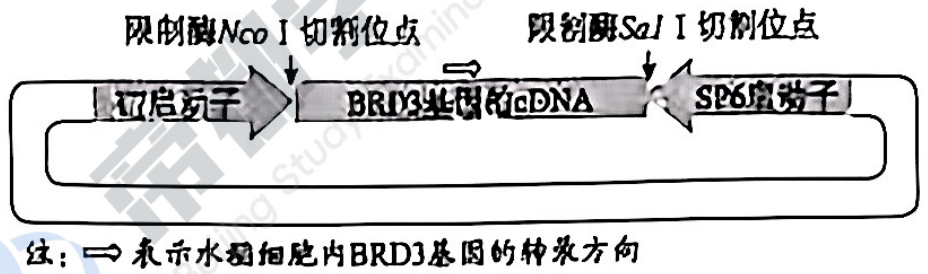 限制酶Nco I 切割位点 限制酶Sal I 切割位点
T7启动子 BRD3基因的cDNA SP6启动子
注：⇨ 表示水稻细胞内BRD3基因的转录方向